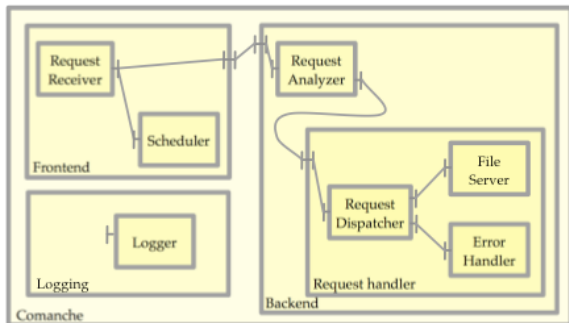 Request
Receiver
Scheduler
Frontend
Logger
Logging
Request
Analyzer
File
Server
Request
Dispatcher
Error
Handler
Request handler
Backend
Comanche